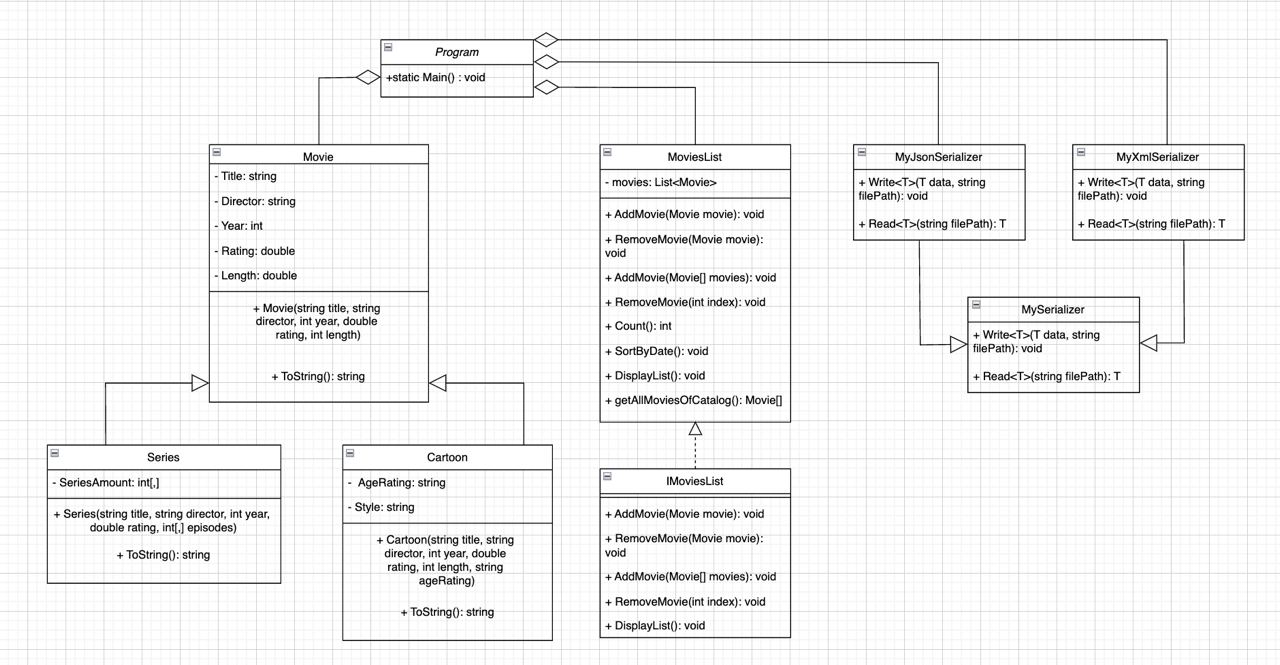 Program
+static Main() : void
Movie
- Title: string
- Director: string
- Year: int
- Rating: double
- Length: double
+ Movie(string title, string
director, int year, double
rating, int length)
+ ToString(): string
MoviesList
- movies: List<Movie>
+ AddMovie(Movie movie): void
+ RemoveMovie(Movie movie):
void
+ AddMovie(Movie[] movies): void
+ RemoveMovie(int index): void
+ Count(): int
+ SortByDate(): void
+ DisplayList(): void
+ getAllMoviesOfCatalog(): Movie[]
MyJsonSerializer
+ Write<T>(T data, string
filePath): void
+ Read<T>(string filePath): T
MyXmlSerializer
+ Write<T>(T data, string
filePath): void
+ Read<T>(string filePath): T
MySerializer
+ Write<T>(T data, string
filePath): void
+ Read<T>(string filePath): T
Series
- SeriesAmount: int[,]
+ Series(string title, string director, int year,
double rating, int[,] episodes)
+ ToString(): string
Cartoon
- AgeRating: string
- Style: string
+ Cartoon(string title, string
director, int year, double
rating, int length, string
ageRating)
+ ToString(): string
IMoviesList
+ AddMovie(Movie movie): void
+ RemoveMovie(Movie movie):
void
+ AddMovie(Movie[] movies): void
+ RemoveMovie(int index): void
+ DisplayList(): void